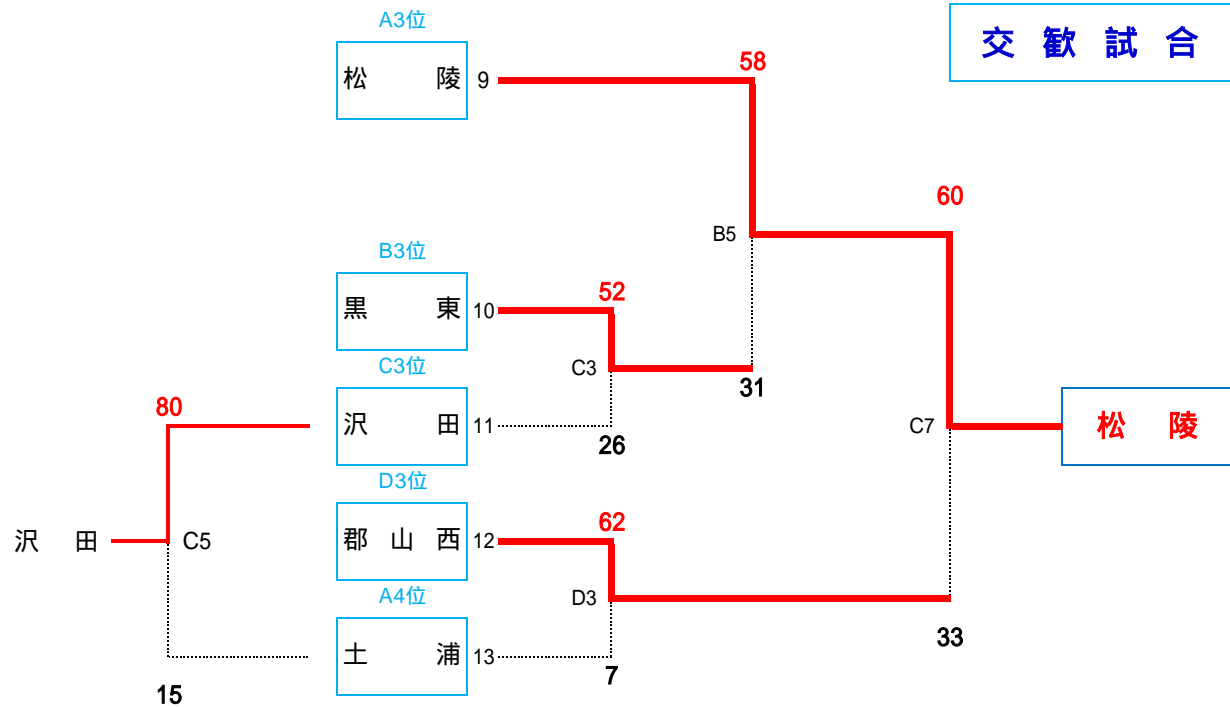 A3位
交歓試合
松陵 9
58
60
B5
B3位
黒東 10
52
C3位
C3
31
80
沢田 11
26
C7
松陵
D3位
沢田
C5
郡山西 12
62
A4位
D3
土浦 13
33
7
15